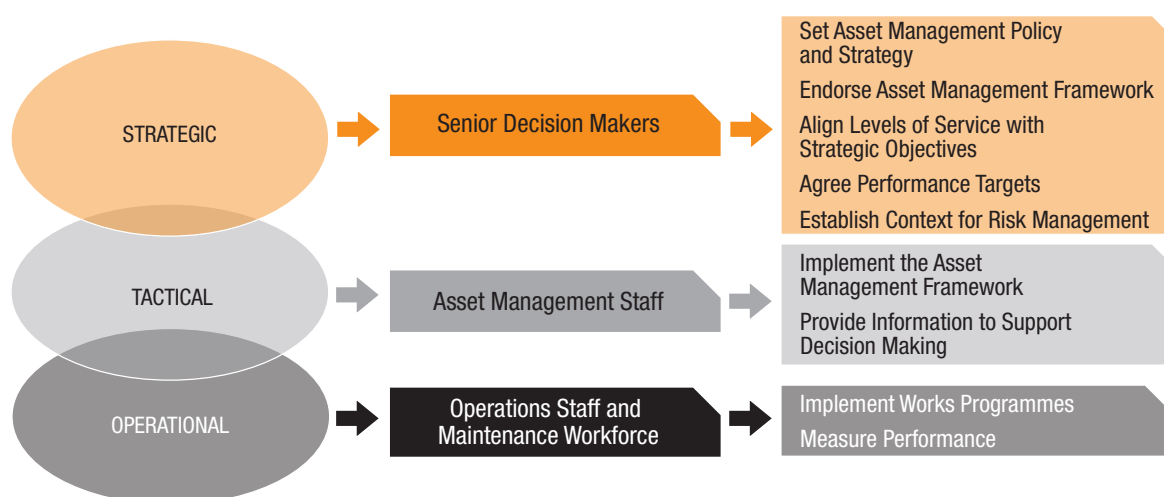 STRATEGIC
Senior Decision Makers
Set Asset Management Policy
and Strategy
Endorse Asset Management Framework
Align Levels of Service with
Strategic Objectives
Agree Performance Targets
Establish Context for Risk Management
TACTICAL
Asset Management Staff
Implement the Asset
Management Framework
Provide Information to Support
Decision Making
OPERATIONAL
Operations Staff and
Maintenance Workforce
Implement Works Programmes
Measure Performance